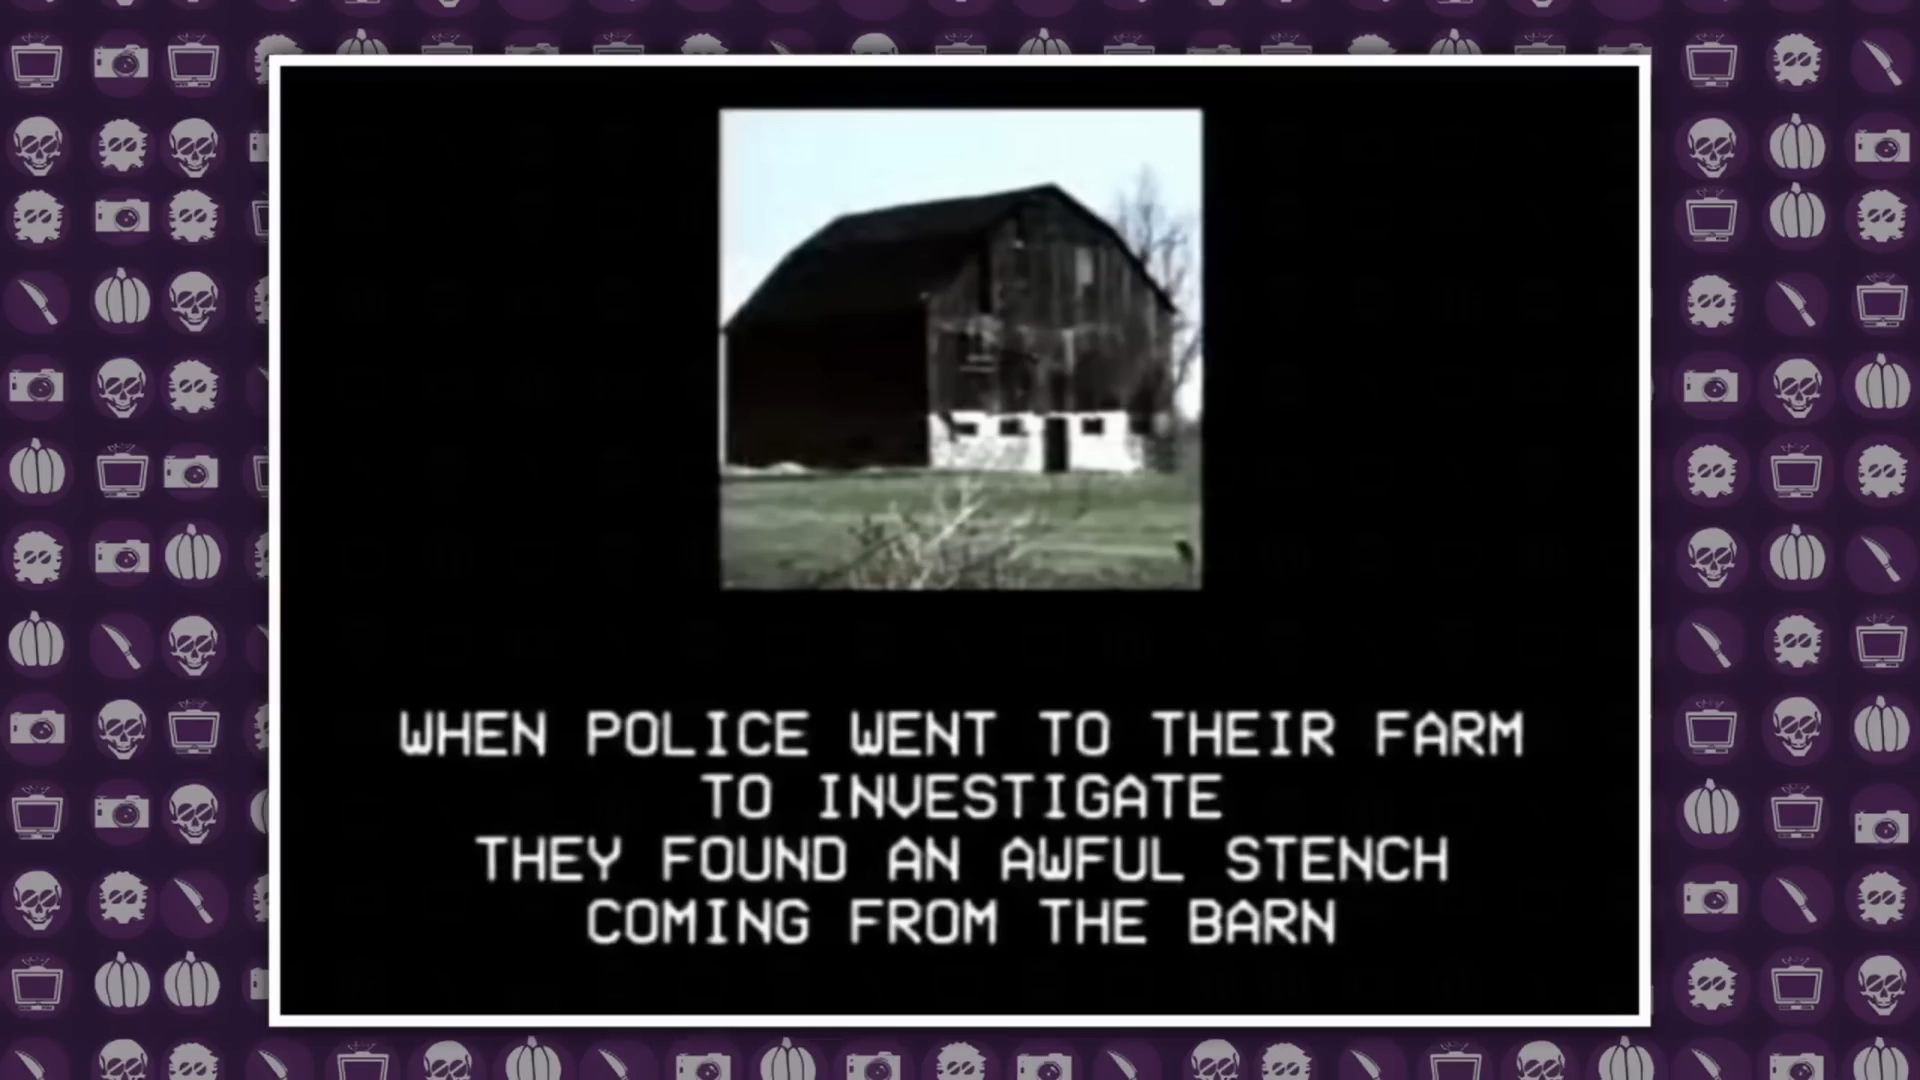 WHEN POLICE WENT TO THEIR FARM
TO INVESTIGATE
THEY FOUND AN AWFUL STENCH
COMING FROM THE BARN